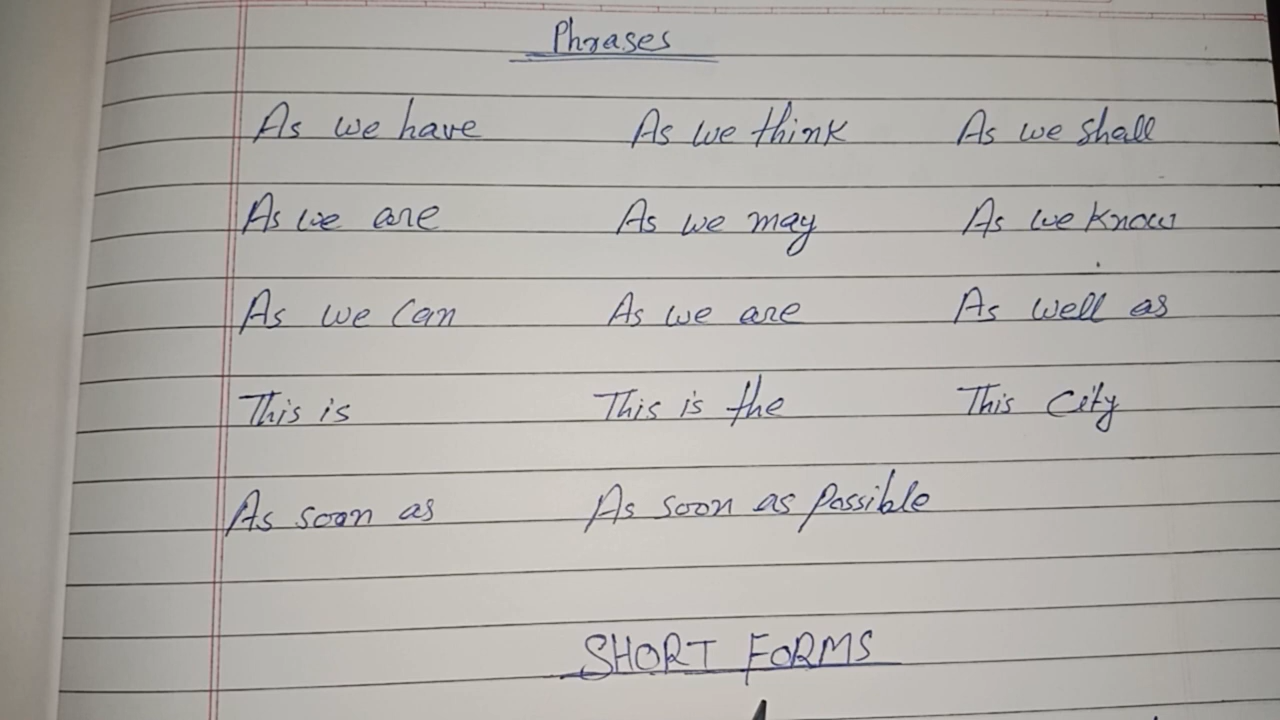 Phrases
As we have As we think As we shall
As we are As we may As we know
As we can As we are As well as
This is This is the This City
As soon as As soon as possible
SHORT FORMS